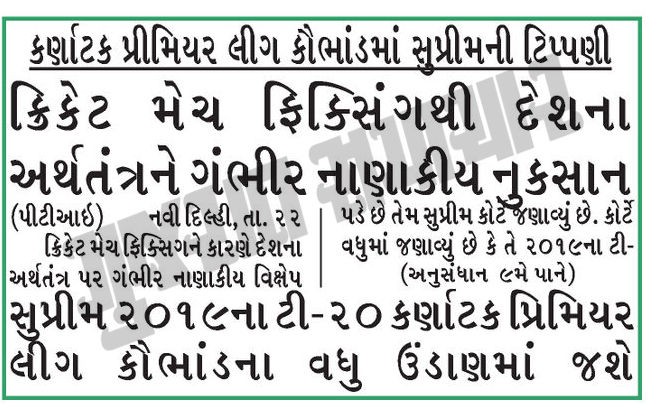 કર્ણાટક પ્રીમિયર લીગ કૌભાંડમાં સુપ્રીમની ટિપ્પણી
ક્રિકેટ મેચ ફિક્સિંગથી દેશના
અર્થતંત્રને ગંભીર નાણાકીય નુકસાન
(પીટીઆઇ) નવી દિલ્હી, તા. ૨૨
ક્રિકેટ મેચ ફિક્સિંગને કારણે દેશના
અર્થતંત્ર પર ગંભીર નાણાકીય વિક્ષેપ
પડે છે તેમ સુપ્રીમ કોર્ટે જણાવ્યું છે. કોર્ટે
વધુમાં જણાવ્યું છે કે તે ૨૦૧૯ના ટી-
(અનુસંધાન ૯મે પાને)
સુપ્રીમ ૨૦૧૯ના ટી-૨૦ કર્ણાટક પ્રિમિયર
લીગ કૌભાંડના વધુ ઉંડાણમાં જશે